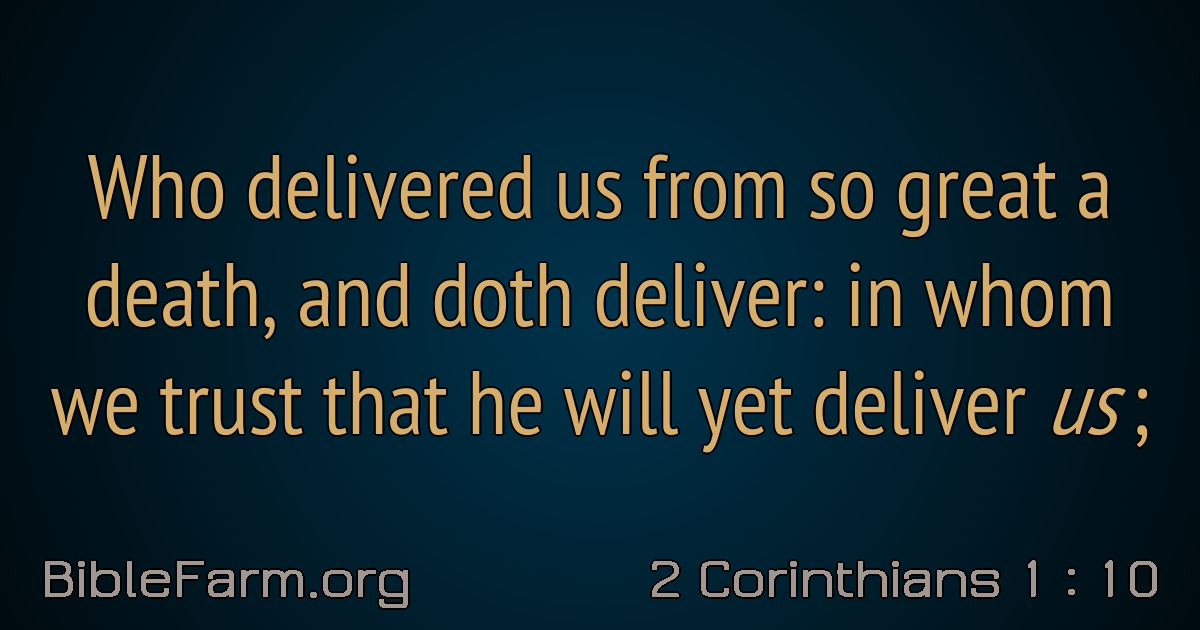 Who delivered us from so great a
death, and doth deliver: in whom
we trust that he will yet deliver us;
BibleFarm.org
2 Corinthians 1 : 10